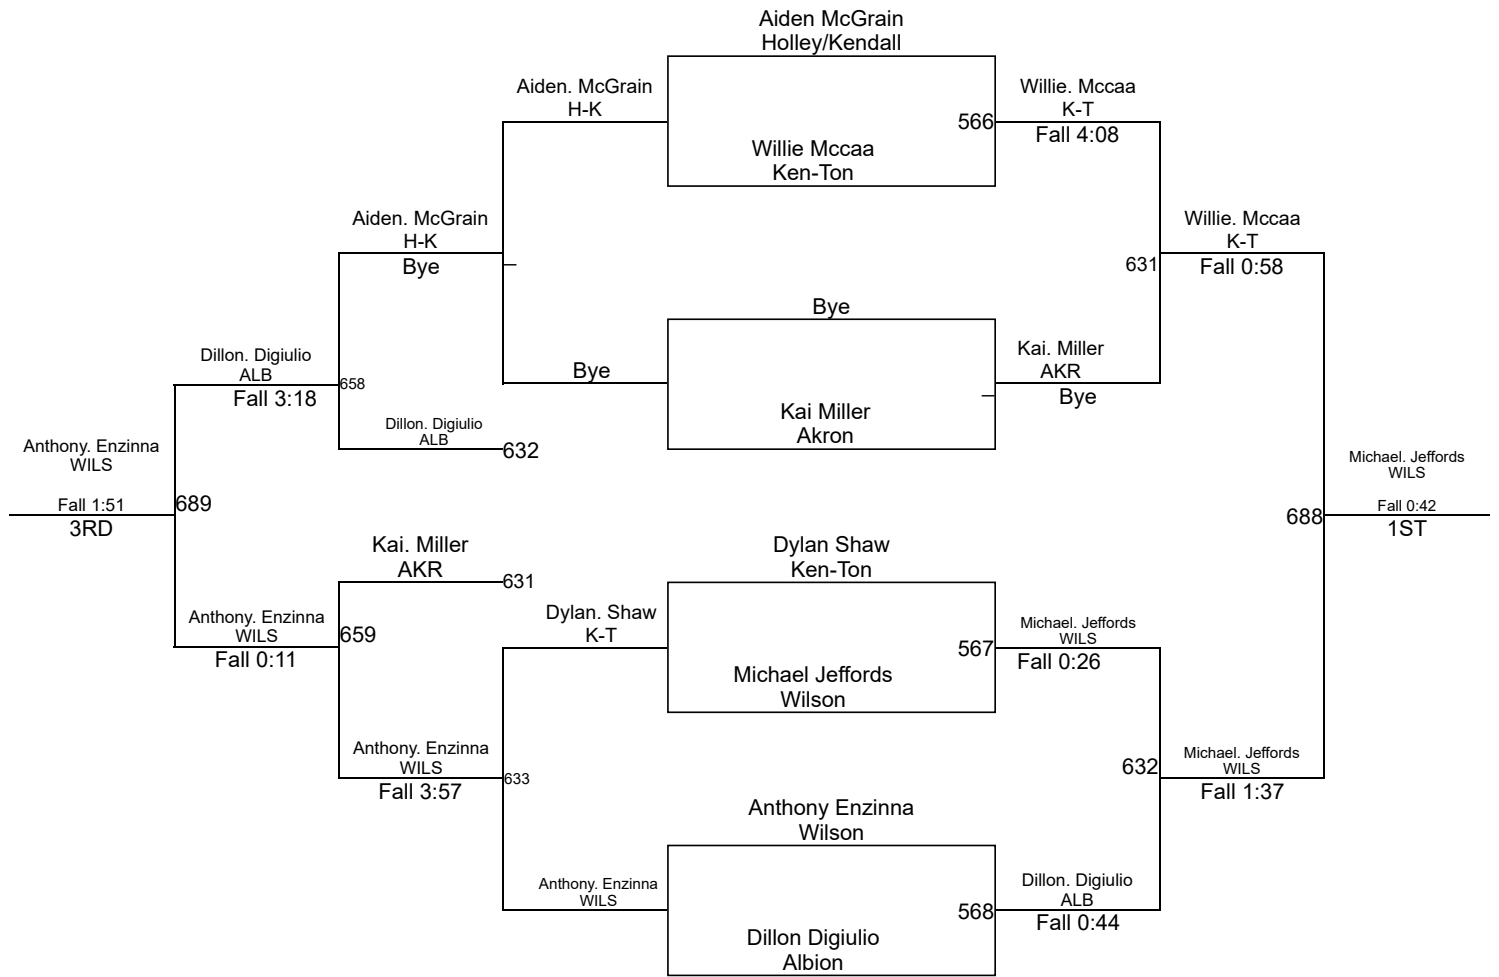 Aiden McGrain
Holley/Kendall
Aiden. McGrain
H-K
566
Willie. Mccaa
K-T
Fall 4:08
Willie Mccaa
Ken-Ton
Aiden. McGrain
H-K
Bye
Willie. Mccaa
K-T
Fall 0:58
631
Bye
Dillon. Digiulio
ALB
Fall 3:18
658
Bye
Kai. Miller
AKR
Bye
Kai Miller
Akron
Dillon. Digiulio
ALB
632
Anthony. Enzinna
WILS
Fall 1:51
3RD
689
Michael. Jeffords
WILS
Fall 0:42
1ST
688
Kai. Miller
AKR
631
Dylan Shaw
Ken-Ton
Anthony. Enzinna
WILS
Fall 0:11
659
Dylan. Shaw
K-T
567
Michael. Jeffords
WILS
Fall 0:26
Michael Jeffords
Wilson
Anthony. Enzinna
WILS
Fall 3:57
633
632
Michael. Jeffords
WILS
Fall 1:37
Anthony Enzinna
Wilson
Anthony. Enzinna
WILS
568
Dillon. Digiulio
ALB
Fall 0:44
Dillon Digiulio
Albion